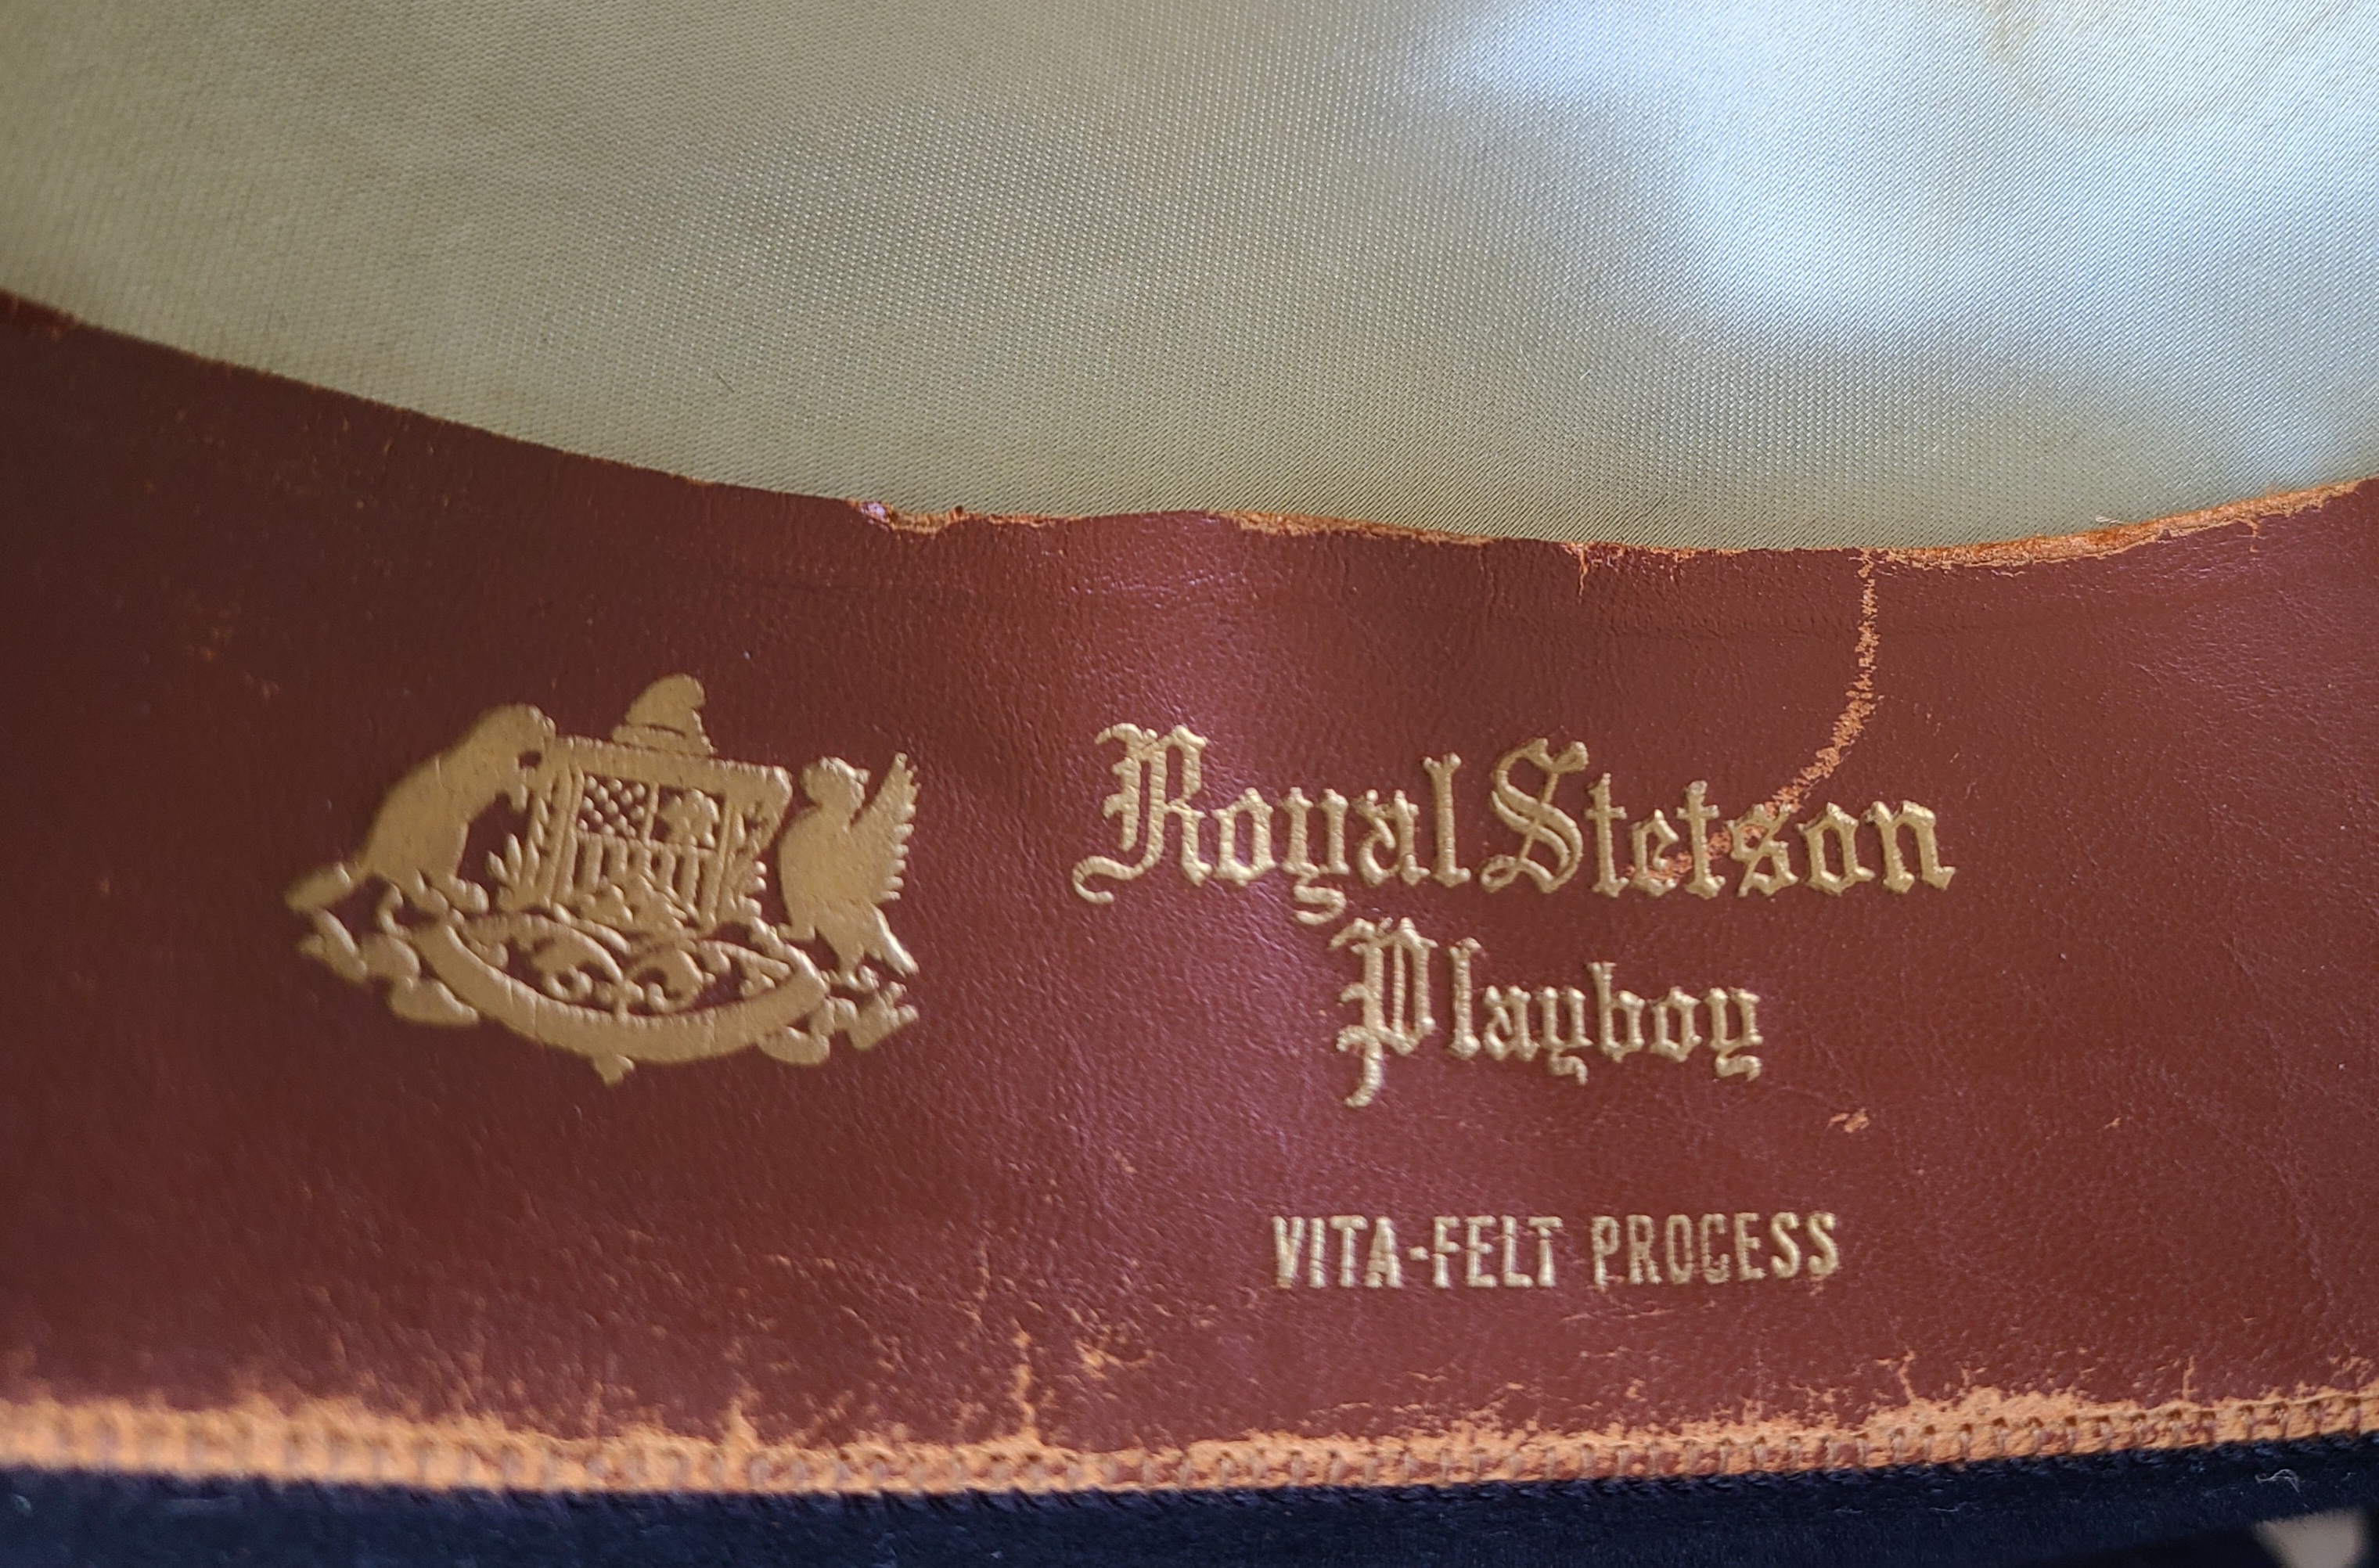 Royal Stetson
Playboy
VITA-FELT PROCESS